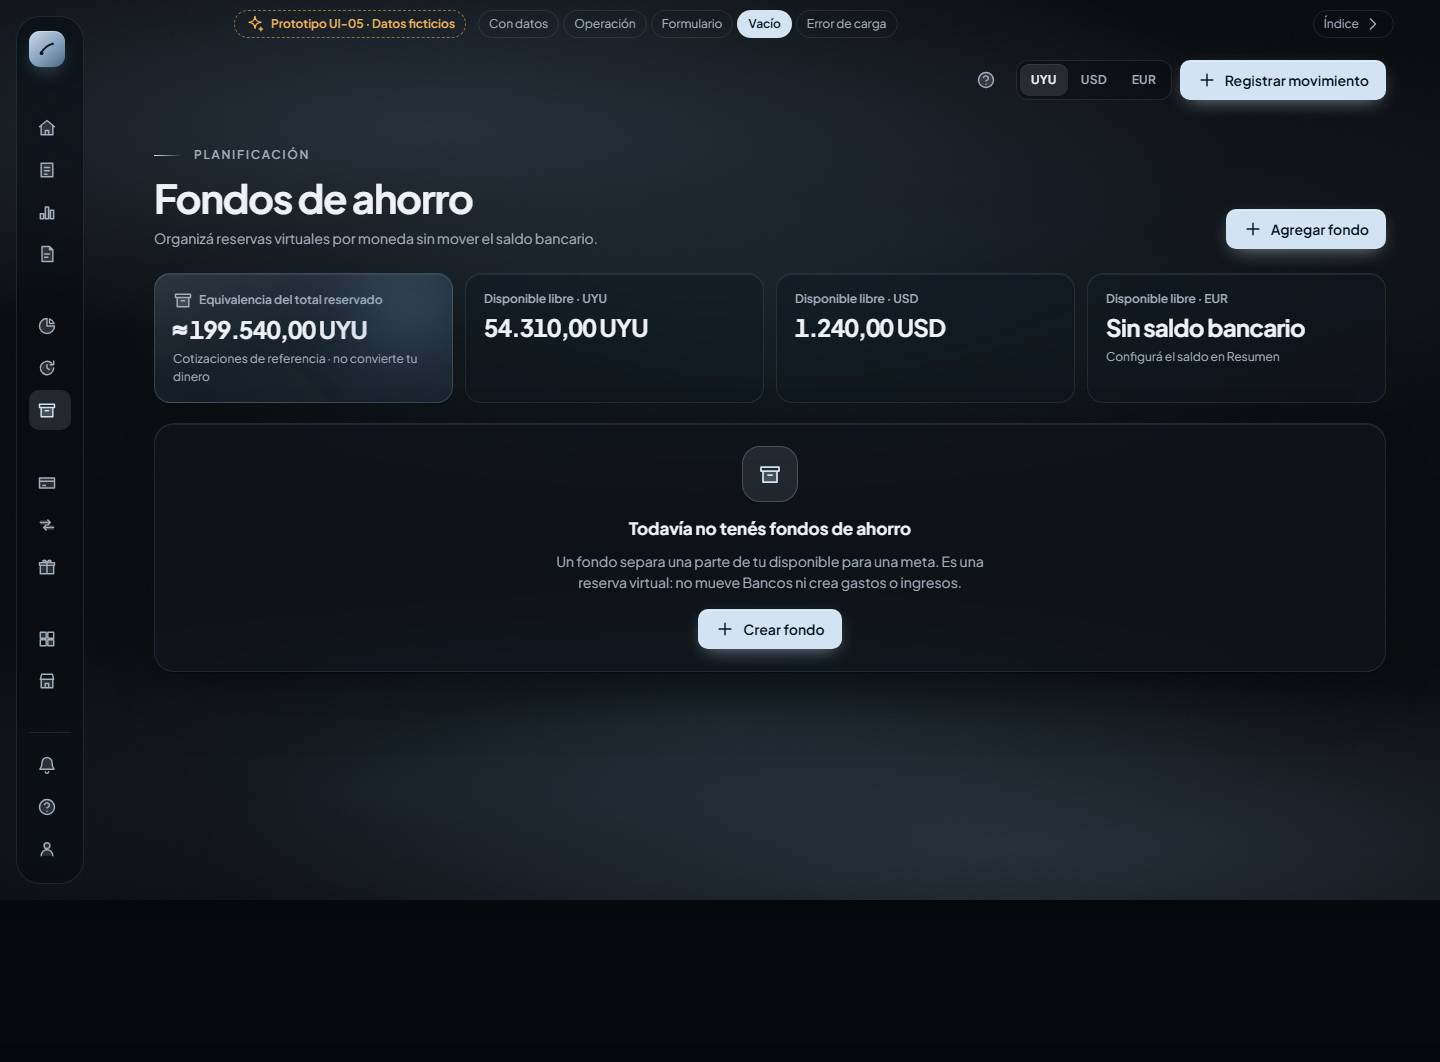 Prototipo UI-05 · Datos ficticios
Con datos
Operación
Formulario
Vacío
Error de carga
Índice
UYU
USD
EUR
Registrar movimiento
PLANIFICACIÓN
Fondos de ahorro
Organizá reservas virtuales por moneda sin mover el saldo bancario.
Agregar fondo
Equivalencia del total reservado
≈199.540,00 UYU
Cotizaciones de referencia · no convierte tu
dinero
Disponible libre · UYU
54.310,00 UYU
Disponible libre · USD
1.240,00 USD
Disponible libre · EUR
Sin saldo bancario
Configurá el saldo en Resumen
Todavía no tenés fondos de ahorro
Un fondo separa una parte de tu disponible para una meta. Es una
reserva virtual: no mueve Bancos ni crea gastos o ingresos.
Crear fondo